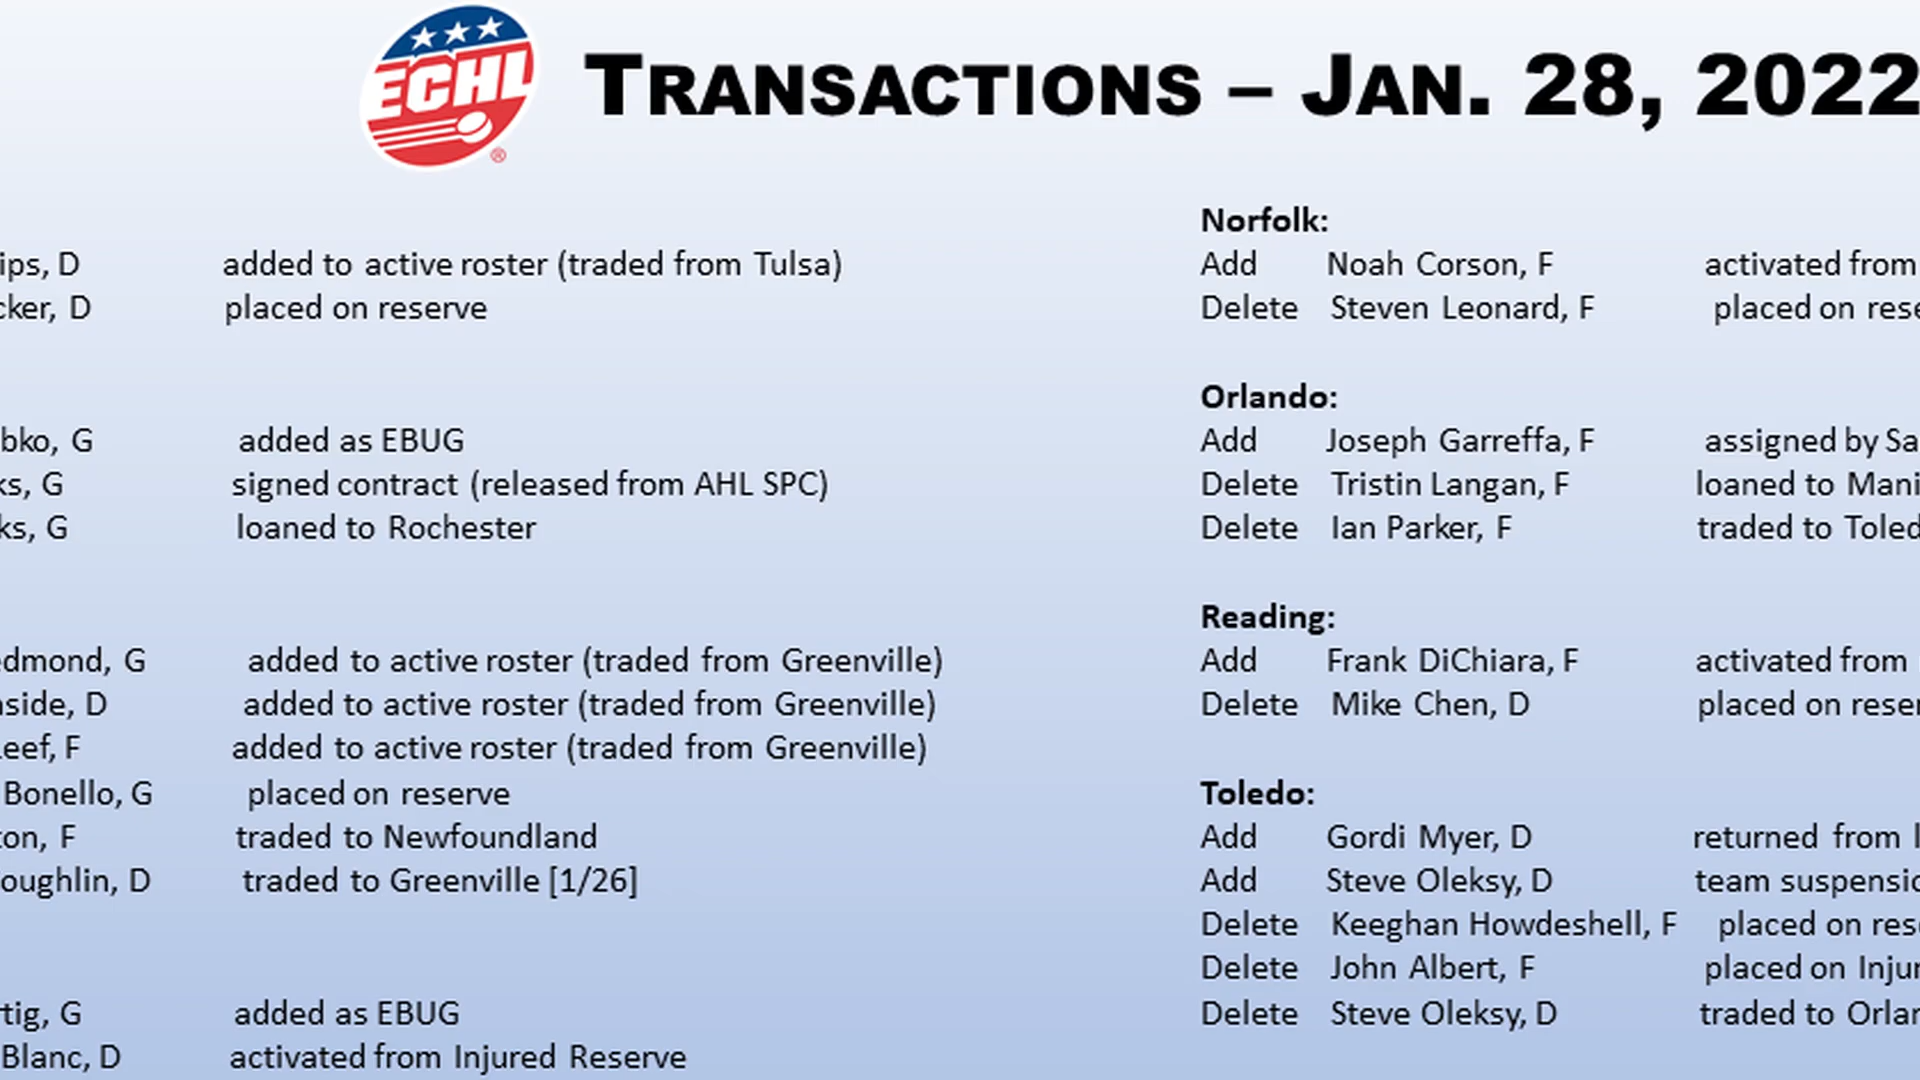 ECHL
®
TRANSACTIONS – JAN. 28, 2022
ips, D added to active roster (traded from Tulsa)
cker, D placed on reserve
bko, G added as EBUG
ks, G signed contract (released from AHL SPC)
ks, G loaned to Rochester
edmond, G added to active roster (traded from Greenville)
side, D added to active roster (traded from Greenville)
eef, F added to active roster (traded from Greenville)
Bonello, G placed on reserve
ton, F traded to Newfoundland
oughlin, D traded to Greenville [1/26]
rtig, G added as EBUG
Blanc, D activated from Injured Reserve
Norfolk:
Add Noah Corson, F activated from
Delete Steven Leonard, F placed on rese
Orlando:
Add Joseph Garreffa, F assigned by Sa
Delete Tristin Langan, F loaned to Mani
Delete Ian Parker, F traded to Toled
Reading:
Add Frank DiChiara, F activated from
Delete Mike Chen, D placed on reser
Toledo:
Add Gordi Myer, D returned from l
Add Steve Oleksy, D team suspensio
Delete Keeghan Howdeshell, F placed on rese
Delete John Albert, F placed on Injur
Delete Steve Oleksy, D traded to Orlan